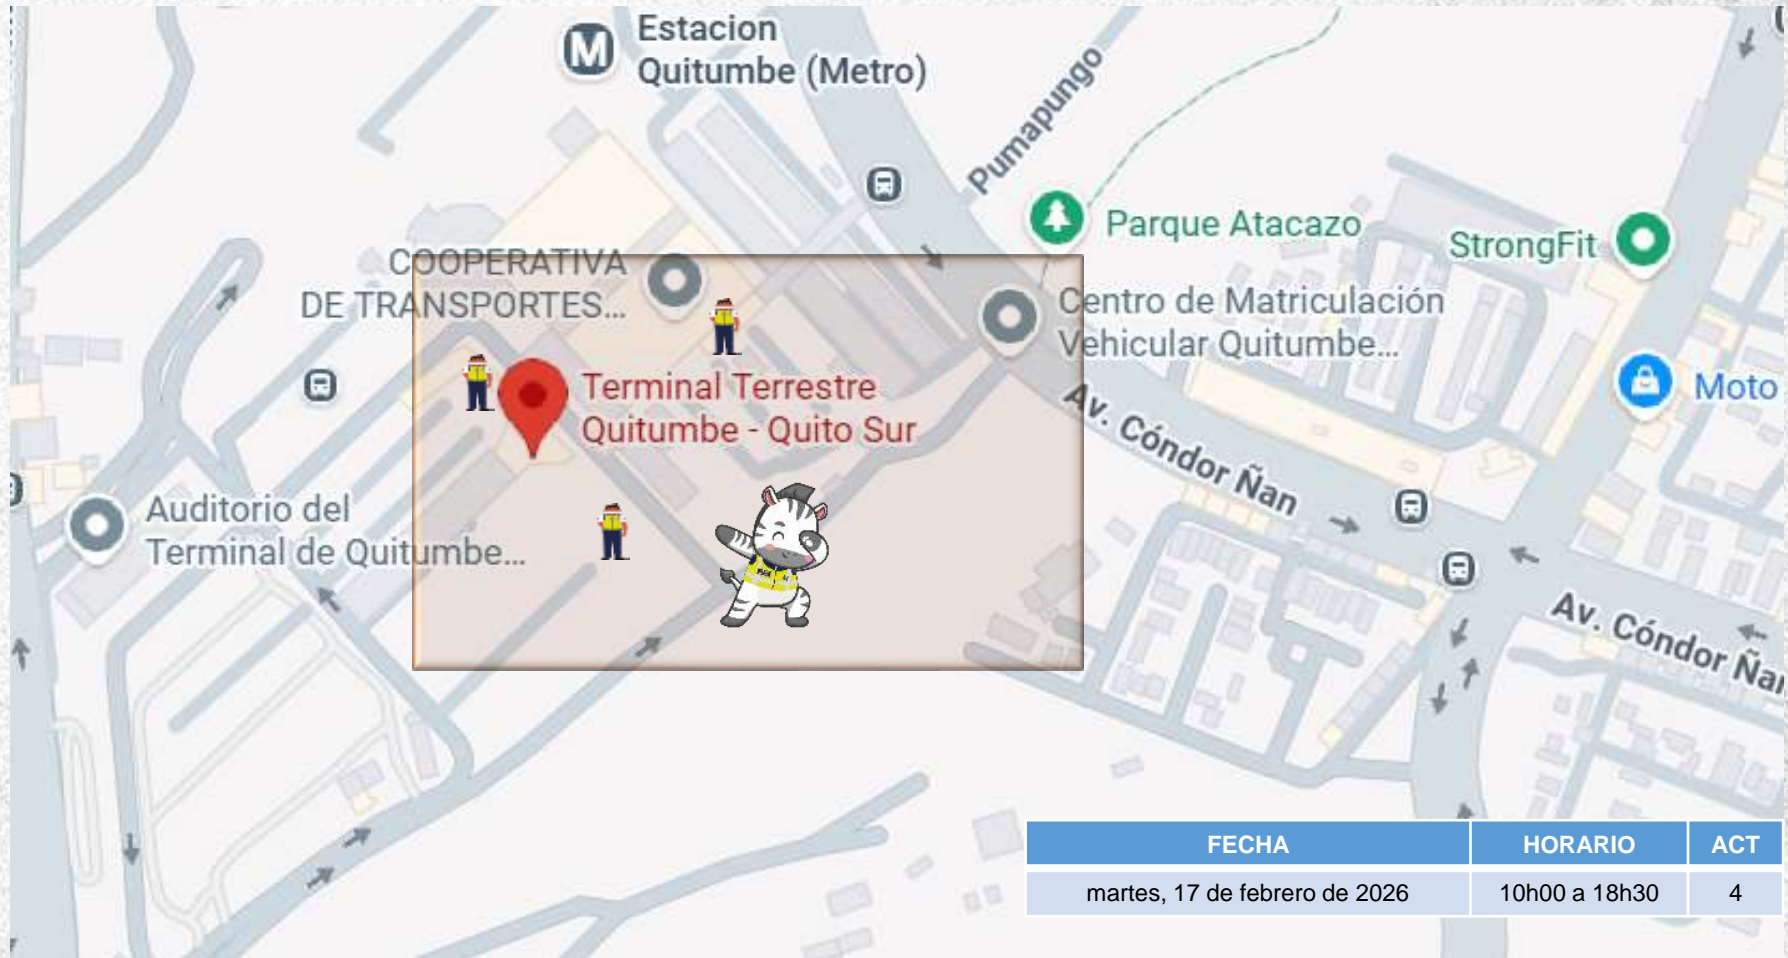 Estacion
Quitumbe (Metro)
M
Pumapungo
Parque Atacazo
StrongFit
COOPERATIVA
DE TRANSPORTES...
Centro de Matriculación
Vehicular Quitumbe...
Terminal Terrestre
Quitumbe - Quito Sur
Moto
Av. Cóndor Ñan
Auditorio del
Terminal de Quitumbe...
Av. Cóndor Ñan
FECHA HORARIO ACT
martes, 17 de febrero de 2026 10h00 a 18h30 4